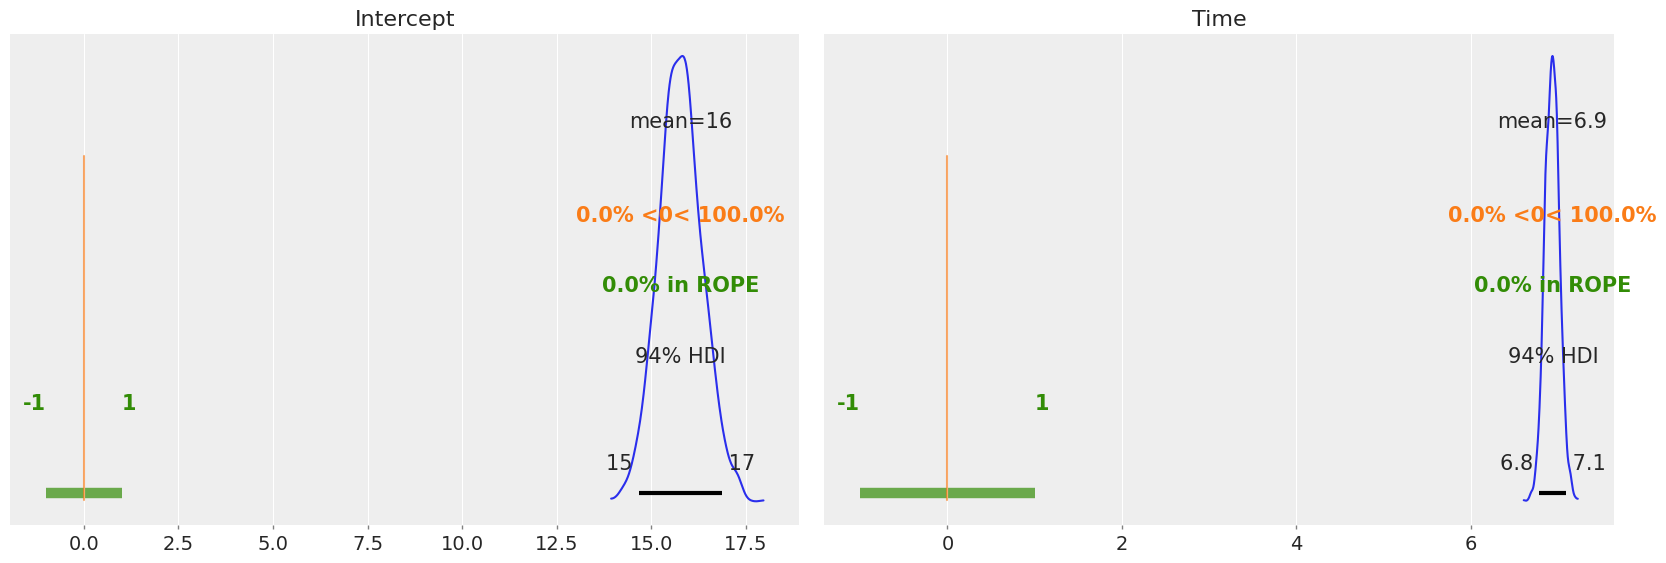 Intercept
mean=16
0.0% <0< 100.0%
0.0% in ROPE
94% HDI
-1 1
15 17
0.0 2.5 5.0 7.5 10.0 12.5 15.0 17.5
Time
mean=6.9
0.0% <0< 100.0%
0.0% in ROPE
94% HDI
-1 1
6.8 7.1
0 2 4 6